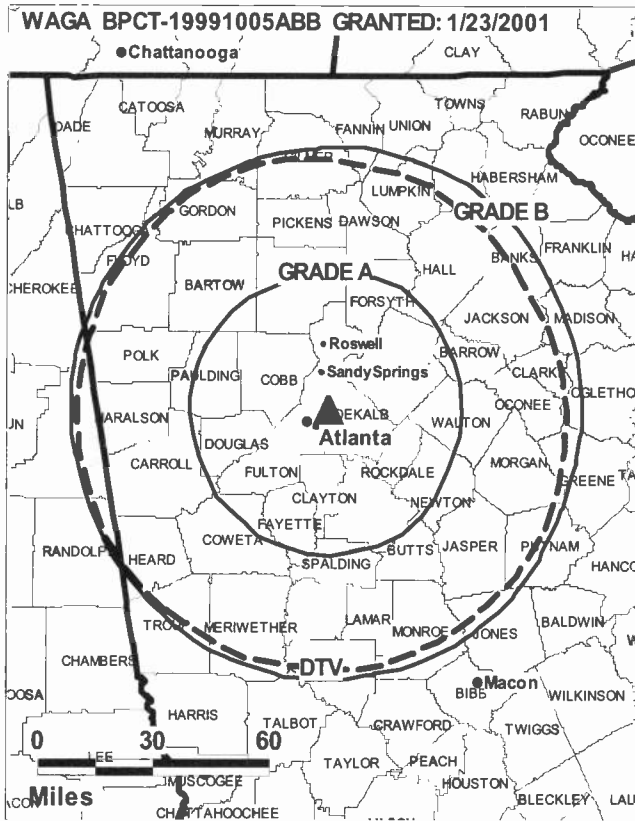 WAGA BPCT-19991005ABB GRANTED: 1/23/2001
Chattanooga
CLAY
CATOOSA
TOWNS
RABUN
DADE
MURRAY
FANNIN
UNION
OCONEE
HABERSHAM
LUMPKIN
GORDON
GRADE B
PICKENS
DAWSON
CHATTOOG
FLOYD
FRANKLIN
HALL
BANKS
CHEROKEE
BARTOW
GRADE A
FORSYTH
JACKSON
MADISON
Roswell
BARROW
POLK
PAULDING
COBB
Sandy Springs
CLARK
OCONEE
OGLETHO
HARALSON
DEKALB
WALTON
Atlanta
DOUGLAS
CARROLL
FULTON
ROCKDALE
MORGAN
GREENE
CLAYTON
NEWTON
FAYETTE
COWETA
RANDOLPH
HEARD
BUTTS
JASPER
PUTNAM
SPALDING
HANCO
TROUP
MERIWETHER
LAMAR
MONROE
JONES
BALDWIN
CHAMBERS
DTV
Macon
BIBB
WILKINSON
OOSA
HARRIS
TALBOT
CRAWFORD
TWIGGS
0 30 60
LEE
TAYLOR
PEACH
HOUSTON
Miles
MUSCOGEE
BLECKLEY
LAU
CHATTAHOOCHEE